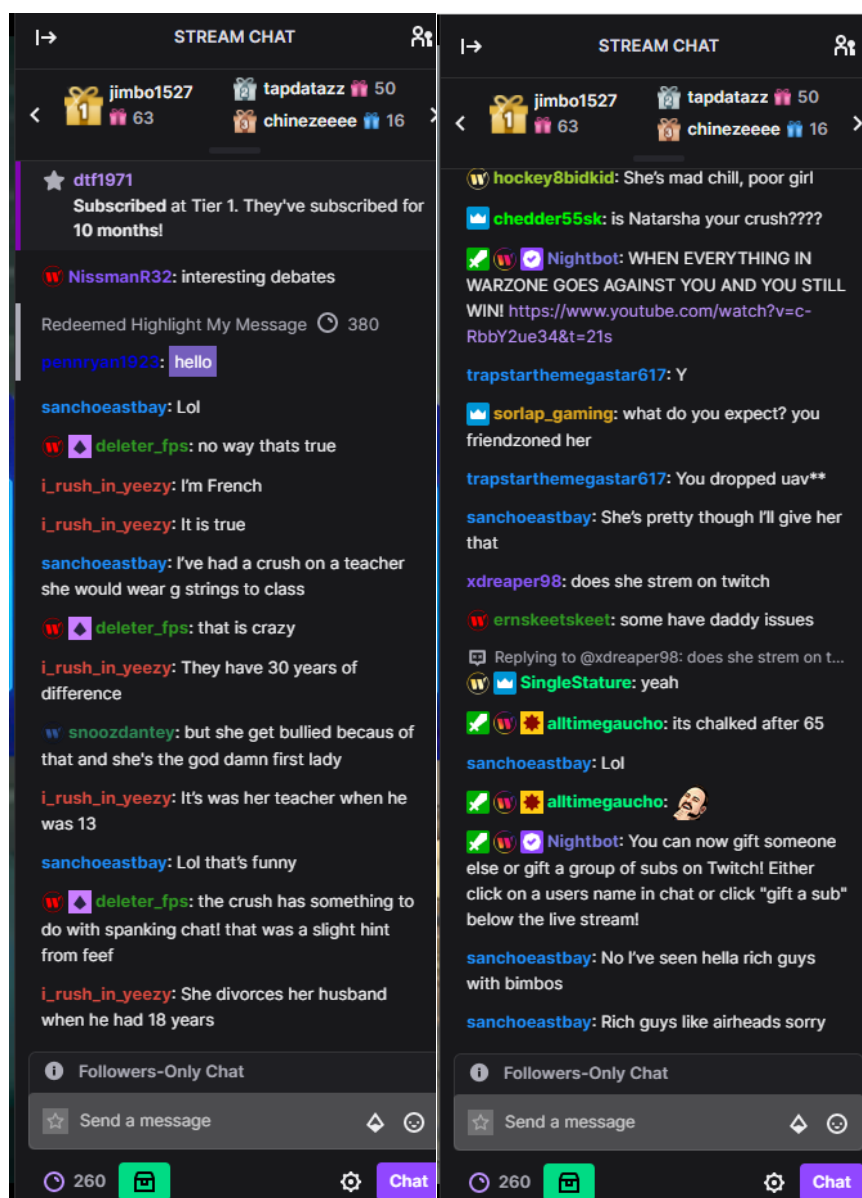 STREAM CHAT
jimbo1527
63
tapdatazz 50
chinezeeee 16
dtf1971
Subscribed at Tier 1. They've subscribed for
10 months!
NissmanR32: interesting debates
Redeemed Highlight My Message 380
pennryan1923: hello
sanchoeastbay: Lol
deleter_fps: no way thats true
i_rush_in_yeezy: I'm French
i_rush_in_yeezy: It is true
sanchoeastbay: I've had a crush on a teacher
she would wear g strings to class
deleter_fps: that is crazy
i_rush_in_yeezy: They have 30 years of
difference
snoozdantey: but she get bullied becaus of
that and she's the god damn first lady
i_rush_in_yeezy: It's was her teacher when he
was 13
sanchoeastbay: Lol that's funny
deleter_fps: the crush has something to
do with spanking chat! that was a slight hint
from feef
i_rush_in_yeezy: She divorces her husband
when he had 18 years
Followers-Only Chat
Send a message
260
Chat
STREAM CHAT
jimbo1527
63
tapdatazz 50
chinezeeee 16
hockey8bidkid: She's mad chill, poor girl
chedder55sk: is Natarsha your crush????
Nightbot: WHEN EVERYTHING IN
WARZONE GOES AGAINST YOU AND YOU STILL
WIN! https://www.youtube.com/watch?v=c-
RbbY2ue34&t=21s
trapstarthemegastar617: Y
sorlap_gaming: what do you expect? you
friendzoned her
trapstarthemegastar617: You dropped uav**
sanchoeastbay: She's pretty though I'll give her
that
xdreaper98: does she strem on twitch
ernskeetskeet: some have daddy issues
Replying to @xdreaper98: does she strem on t...
SingleStature: yeah
alltimegaucho: its chalked after 65
sanchoeastbay: Lol
alltimegaucho:
Nightbot: You can now gift someone
else or gift a group of subs on Twitch! Either
click on a users name in chat or click "gift a sub"
below the live stream!
sanchoeastbay: No I've seen hella rich guys
with bimbos
sanchoeastbay: Rich guys like airheads sorry
Followers-Only Chat
Send a message
260
Chat